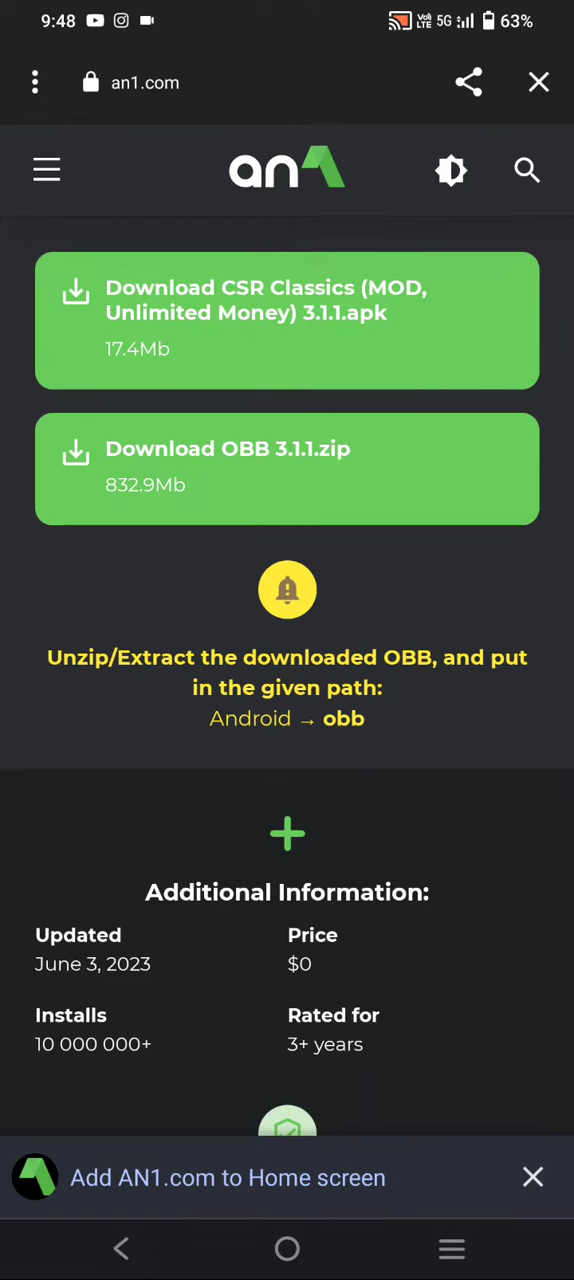 9:48
Vo) LTE 5G 63%
an1.com
an
Download CSR Classics (MOD,
Unlimited Money) 3.1.1.apk
17.4Mb
Download OBB 3.1.1.zip
832.9Mb
Unzip/Extract the downloaded OBB, and put
in the given path:
Android → obb
Additional Information:
Updated Price
June 3, 2023 $0
Installs Rated for
10 000 000+ 3+ years
Add AN1.com to Home screen